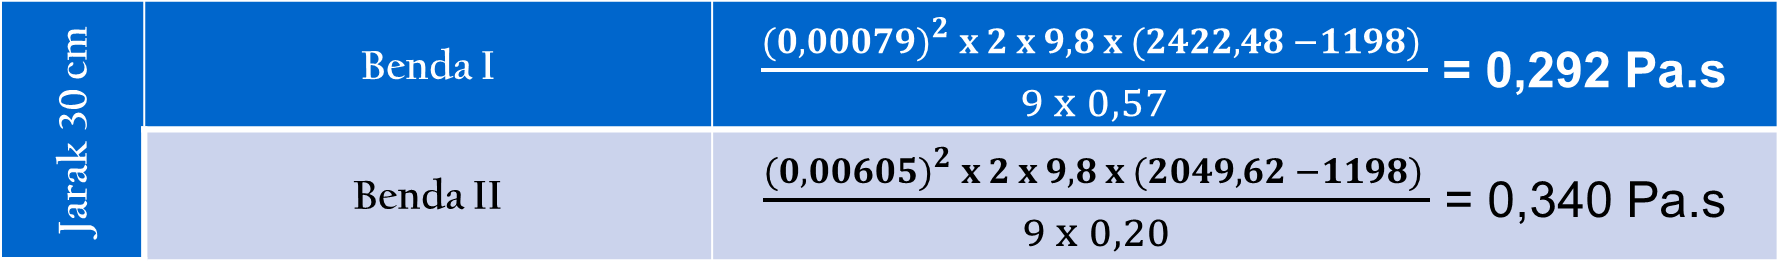 Jarak 30 cm
Benda I
(0,00079)² x 2 x 9,8 x (2422,48 −1198)
9 x 0,57
= 0,292 Pa.s
Benda II
(0,00605)² x 2 x 9,8 x (2049,62 −1198)
9 x 0,20
= 0,340 Pa.s